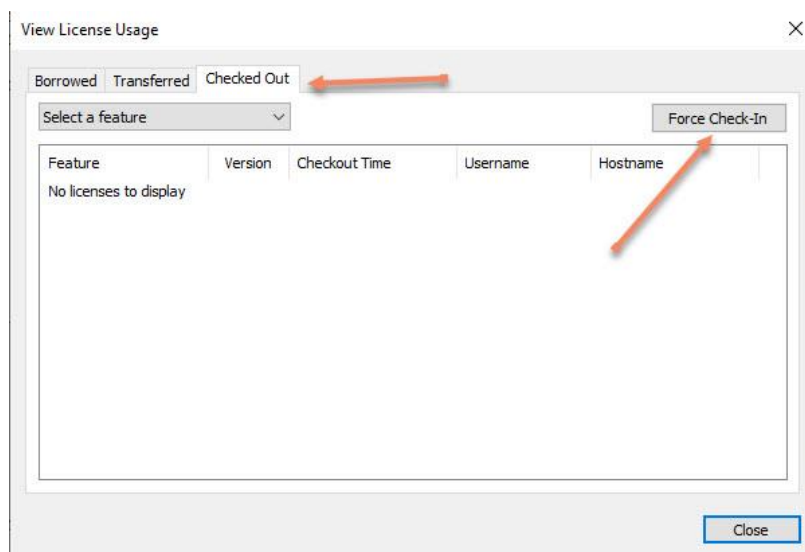 View License Usage
Borrowed Transferred Checked Out
Select a feature Force Check-In
Feature Version Checkout Time Username Hostname
No licenses to display
Close